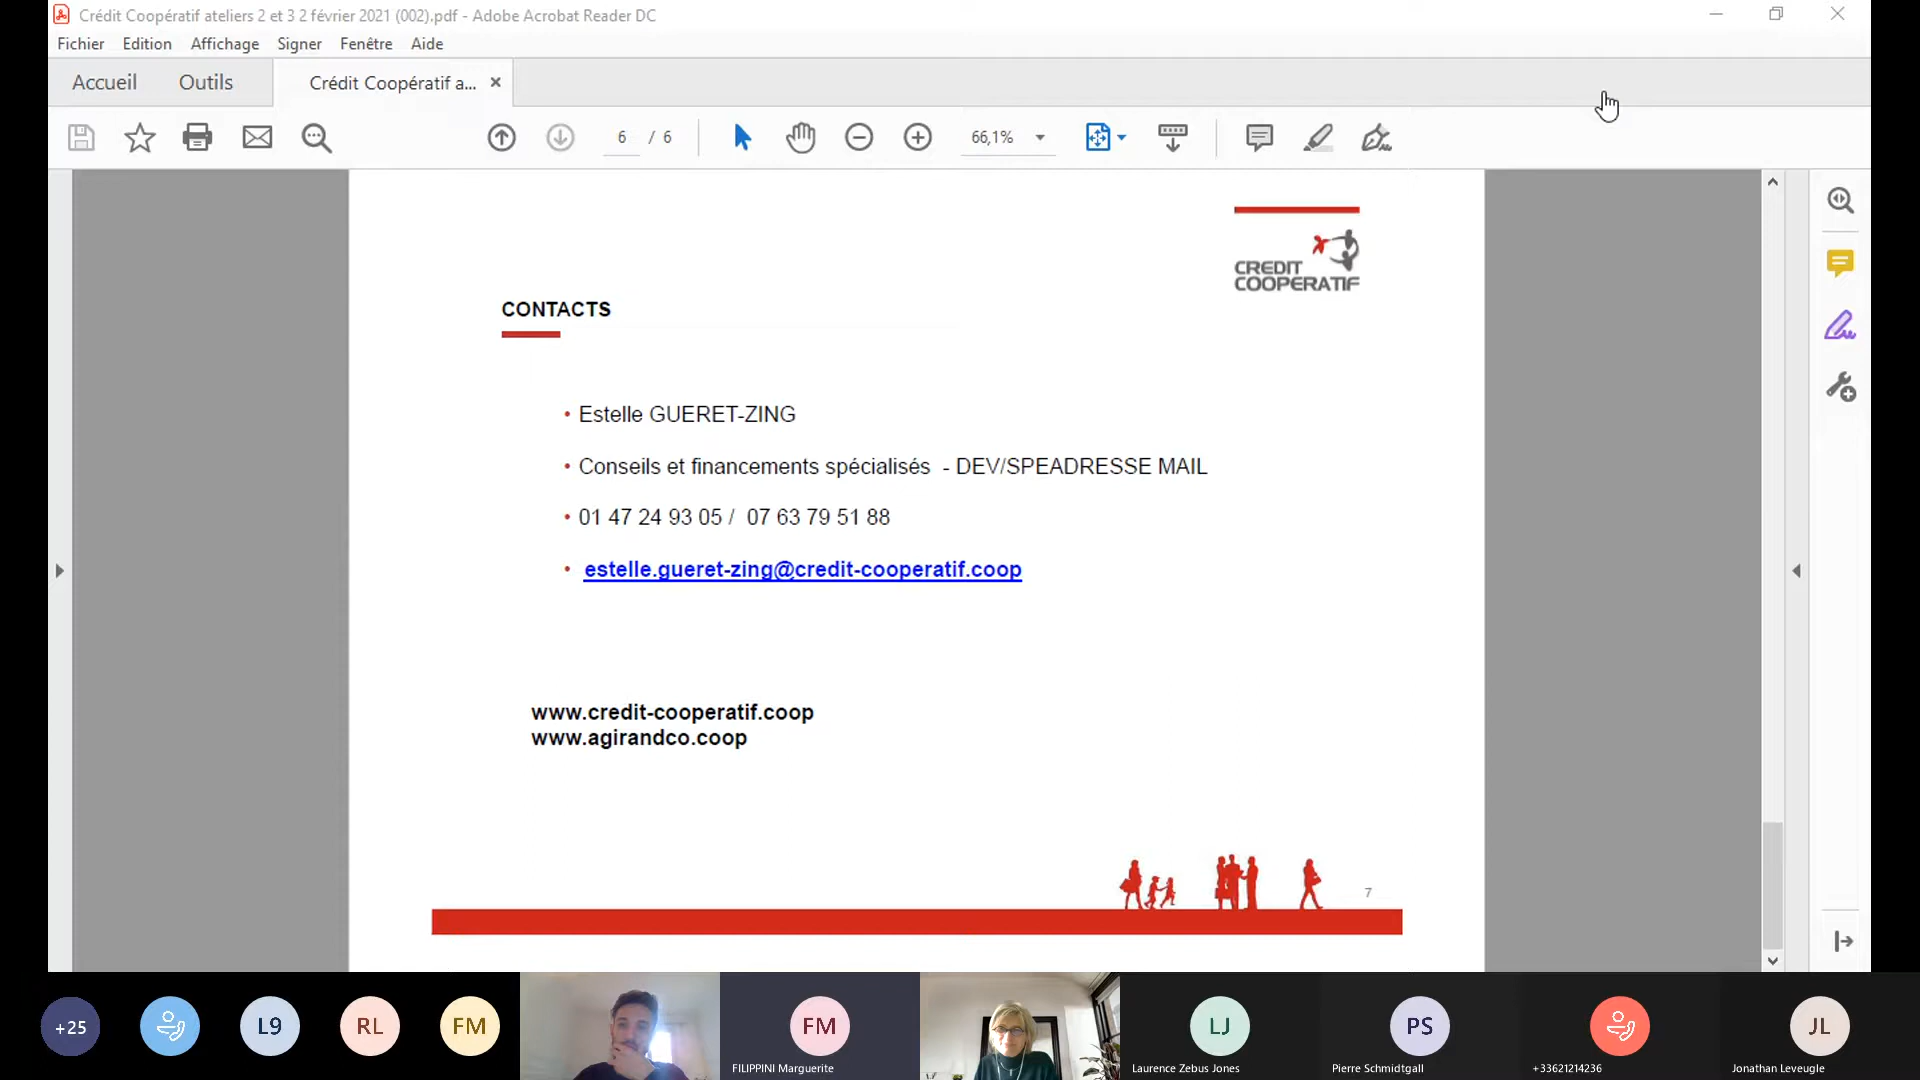 Crédit Coopératif ateliers 2 et 3 2 février 2021 (002).pdf - Adobe Acrobat Reader DC
Fichier Edition Affichage Signer Fenêtre Aide
Accueil Outils Crédit Coopératif a... ×
6 / 6 66,1%
CREDIT
COOPERATIF
CONTACTS
• Estelle GUERET-ZING
• Conseils et financements spécialisés - DEV/SPEADRESSE MAIL
• 01 47 24 93 05 / 07 63 79 51 88
• estelle.gueret-zing@credit-cooperatif.coop
www.credit-cooperatif.coop
www.agirandco.coop
7
+25 L9 RL FM FM LJ PS JL
FILIPPINI Marguerite Laurence Zebus Jones Pierre Schmidtgall +33621214236 Jonathan Leveugle